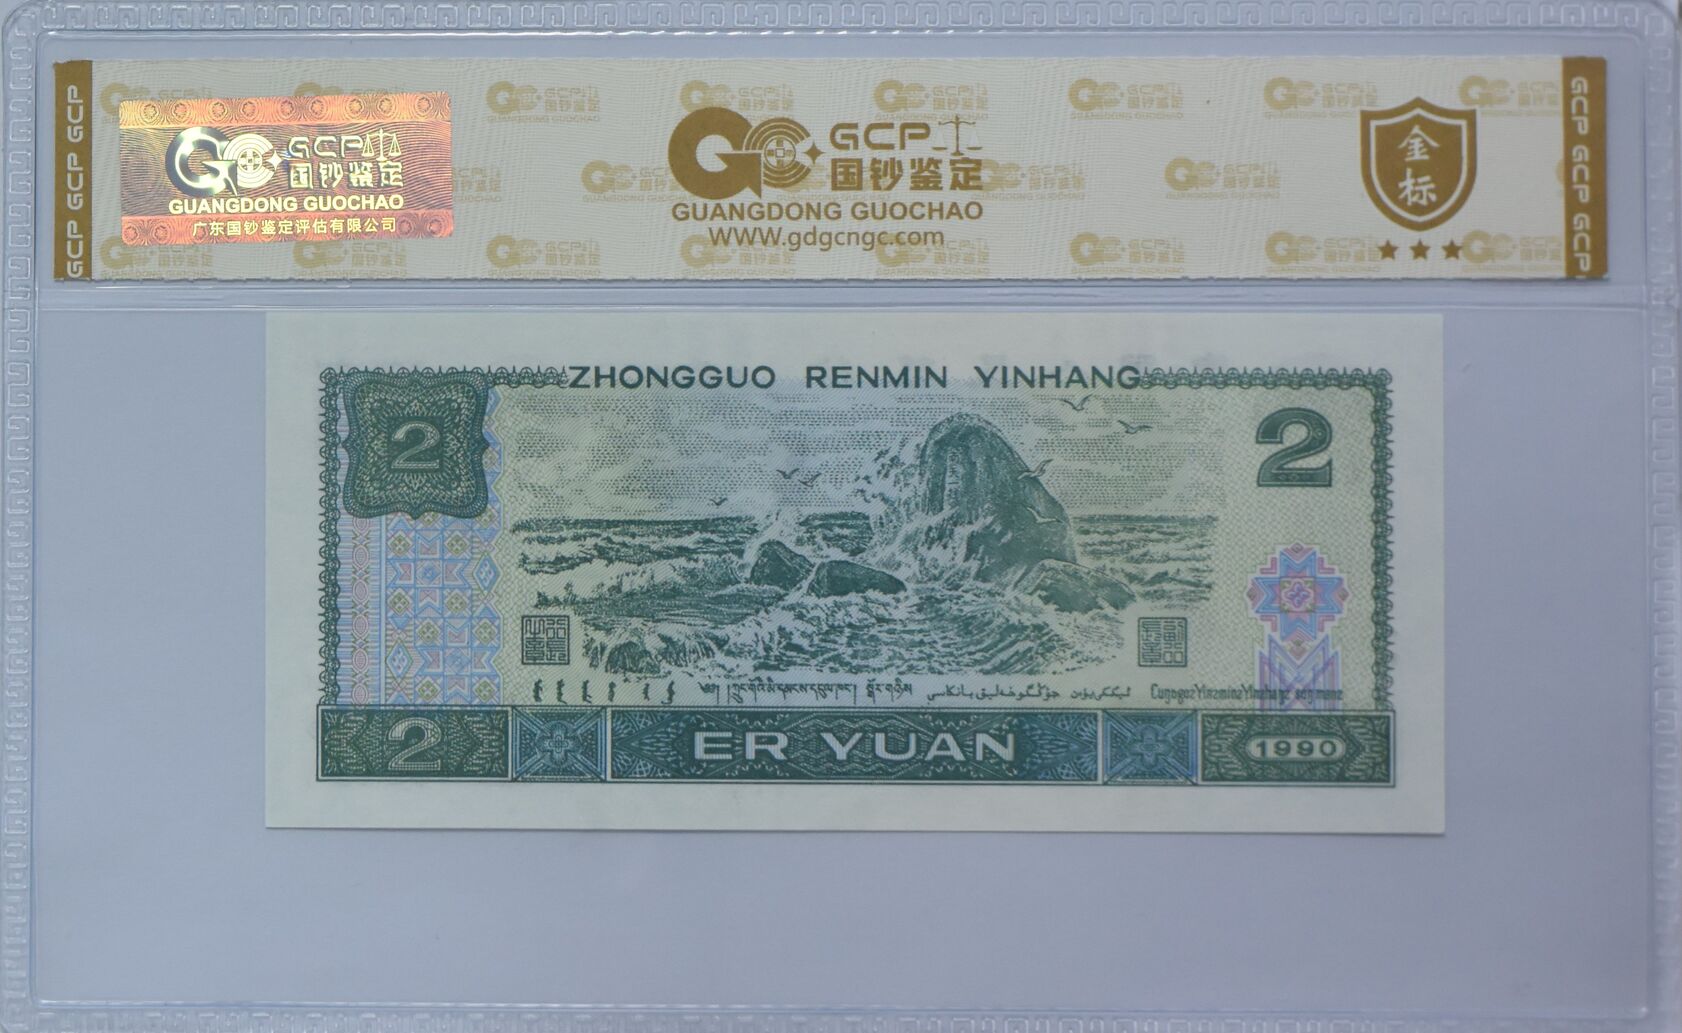 GCP GCP GCP
GCP
国钞鉴定
GUANGDONG GUOCHAO
广东国钞鉴定评估有限公司
GCP
国钞鉴定
GUANGDONG GUOCHAO
WWW.gdgcngc.com
金标
GCP GCP GCP
ZHONGGUO RENMIN YINHANG
2
2
2
ER YUAN
1990